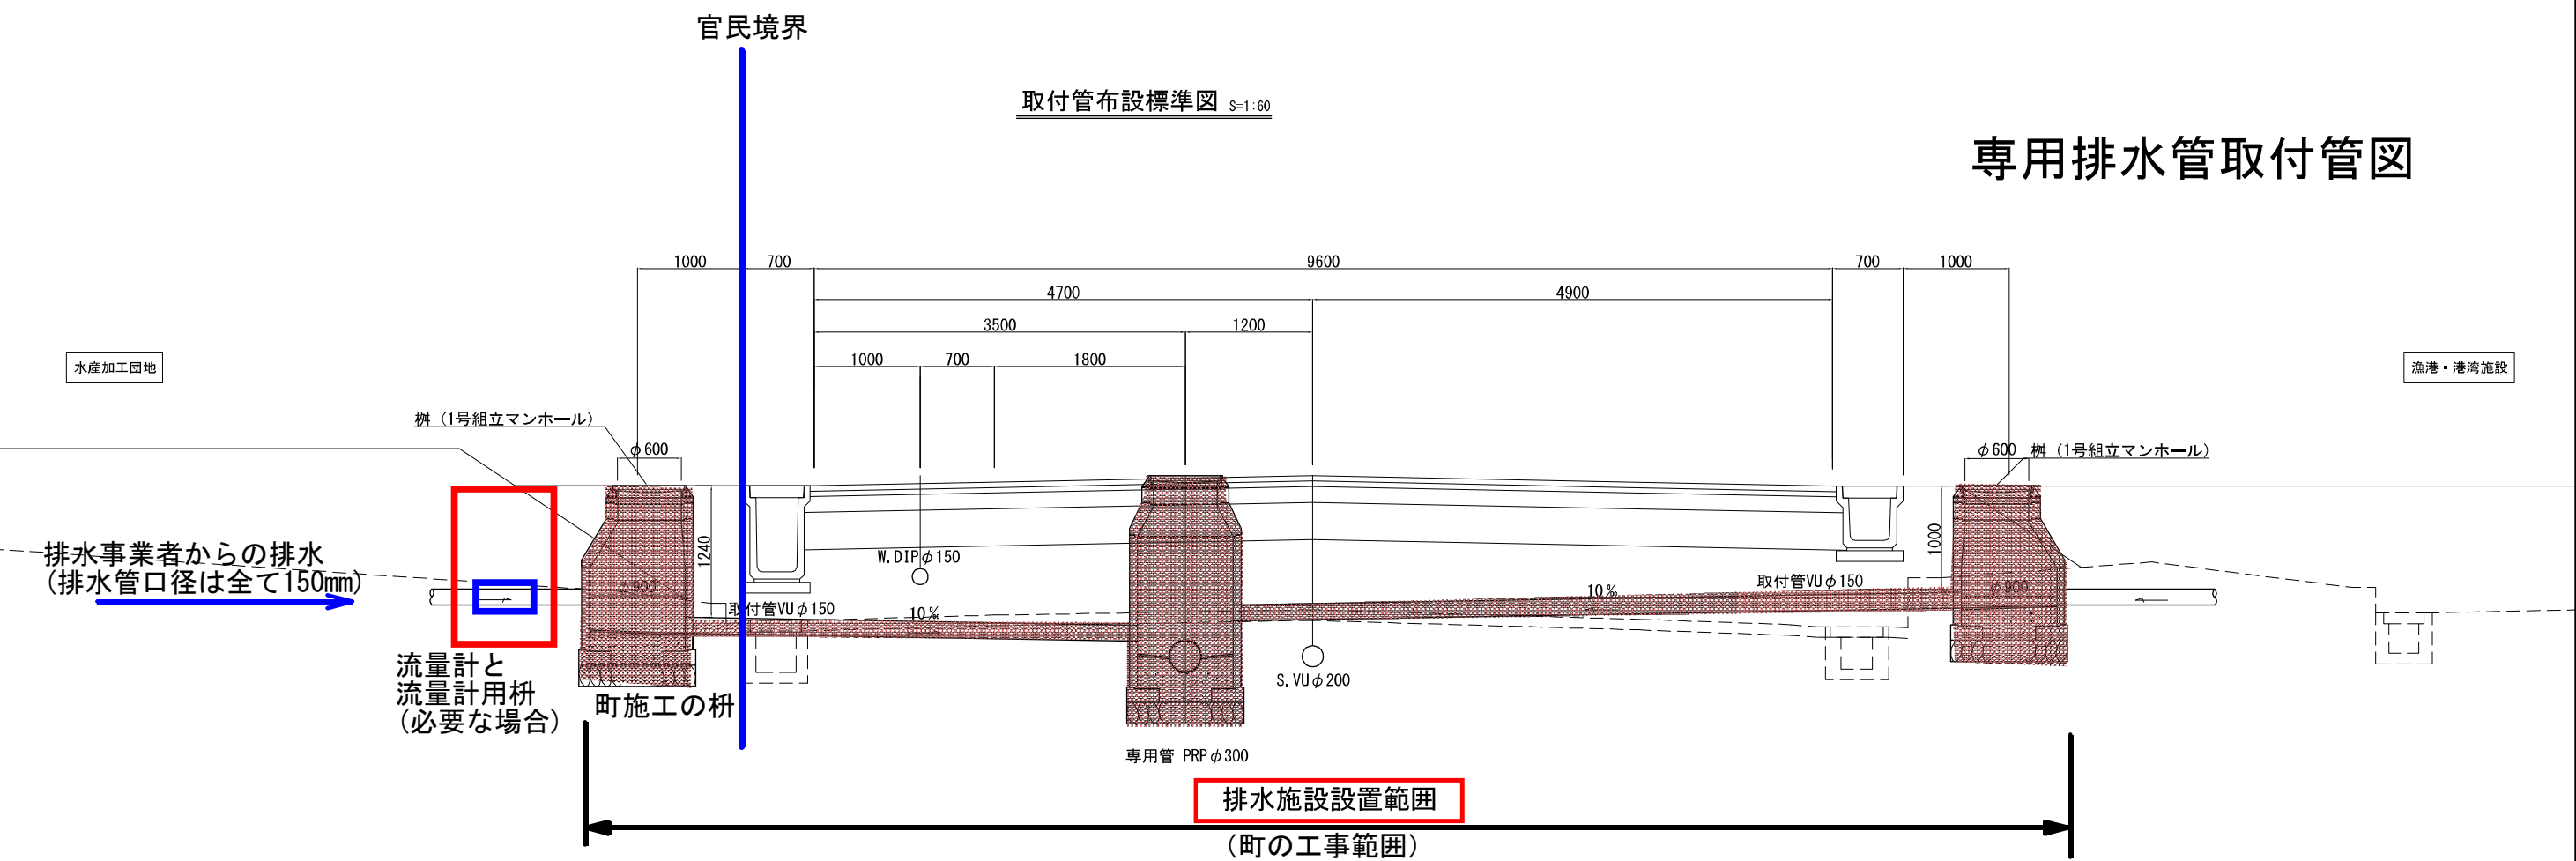 官民境界
取付管布設標準図 S=1:60
専用排水管取付管図
1000 700 9600 700 1000
4700 4900
3500 1200
1000 700 1800
水産加工団地
漁港・港湾施設
桝（1号組立マンホール）
φ600
φ600 桝（1号組立マンホール）
1240
1000
排水事業者からの排水
（排水管口径は全て150mm）
W.DIPφ150
φ900
取付管VUφ150
10‰
10‰
取付管VUφ150
φ900
流量計と
流量計用枡
（必要な場合）
町施工の枡
S.VUφ200
専用管 PRPφ300
排水施設設置範囲
（町の工事範囲）